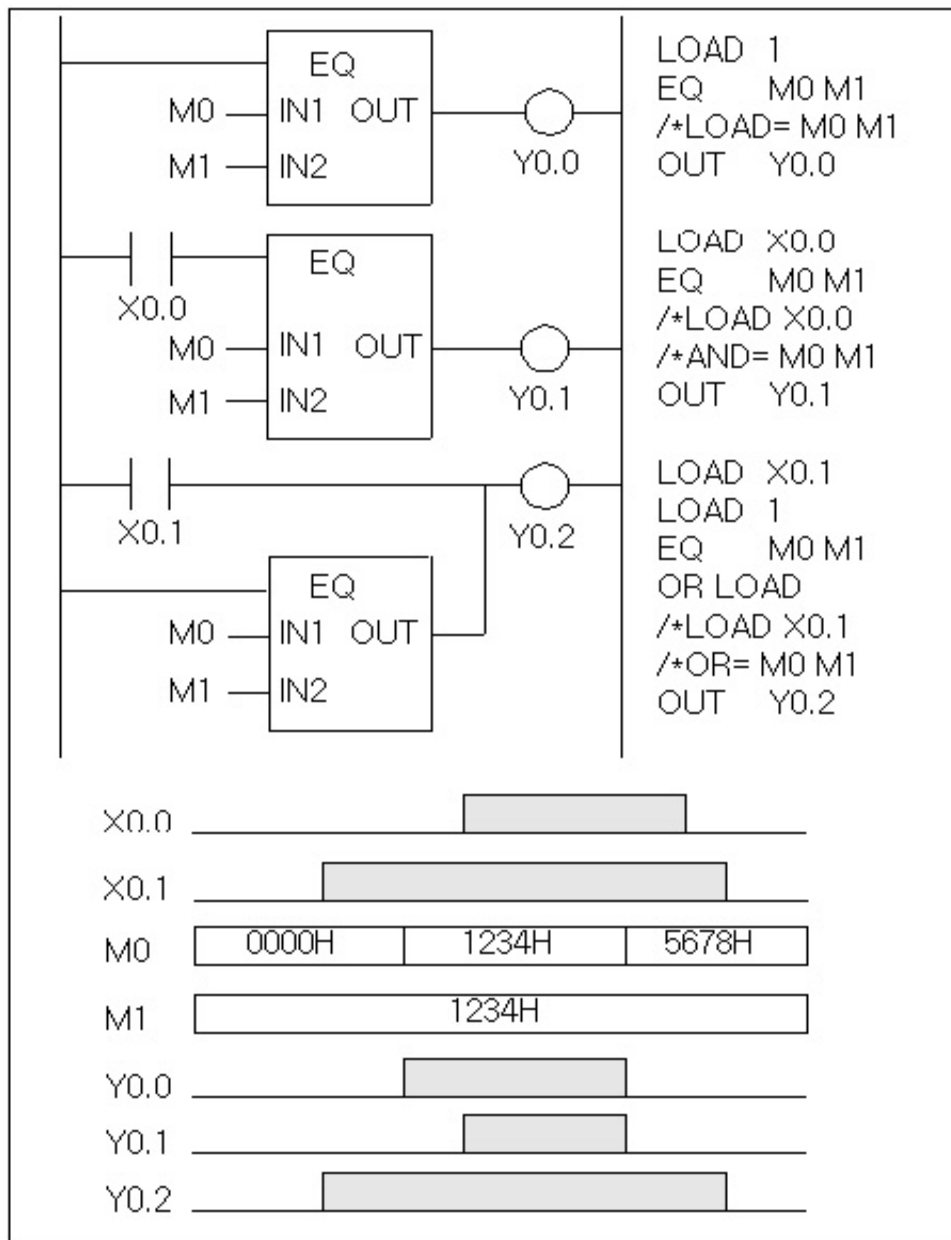 EQ
M0 IN1 OUT
M1 IN2
Y0.0
LOAD 1
EQ M0 M1
/*LOAD= M0 M1
OUT Y0.0
X0.0
EQ
M0 IN1 OUT
M1 IN2
Y0.1
LOAD X0.0
EQ M0 M1
/*LOAD X0.0
/*AND= M0 M1
OUT Y0.1
X0.1
Y0.2
EQ
M0 IN1 OUT
M1 IN2
LOAD X0.1
LOAD 1
EQ M0 M1
OR LOAD
/*LOAD X0.1
/*OR= M0 M1
OUT Y0.2
X0.0
X0.1
M0 0000H 1234H 5678H
M1 1234H
Y0.0
Y0.1
Y0.2